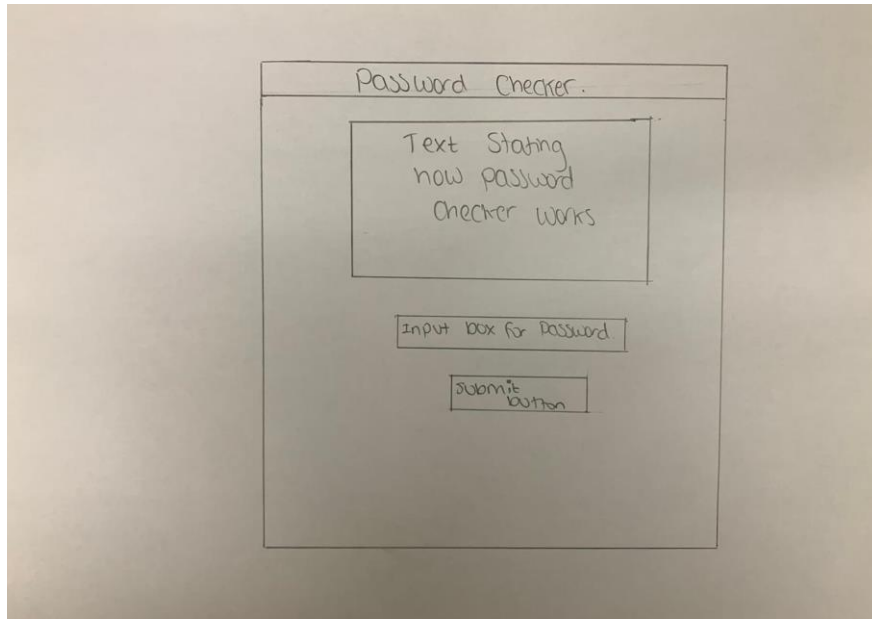 Password Checker.
Text Stating
how password
Checker works
Input box for Password.
Submit
button